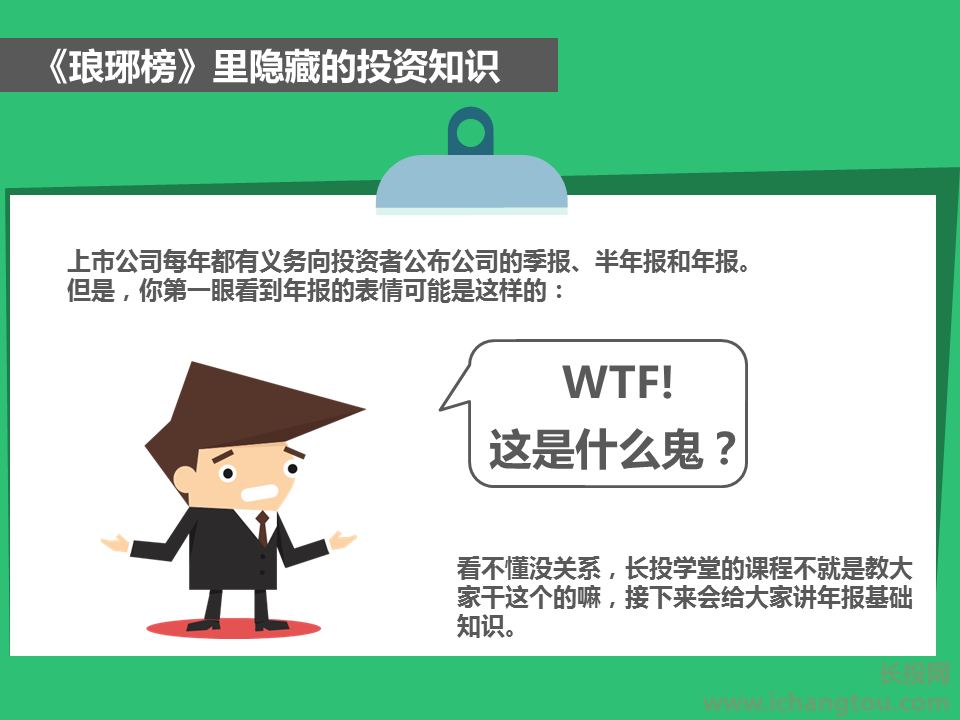 《琅琊榜》里隐藏的投资知识
上市公司每年都有义务向投资者公布公司的季报、半年报和年报。
但是，你第一眼看到年报的表情可能是这样的：
WTF!
这是什么鬼？
看不懂没关系，长投学堂的课程不就是教大
家干这个的嘛，接下来会给大家讲年报基础
知识。
长投网
www.ichangtou.com